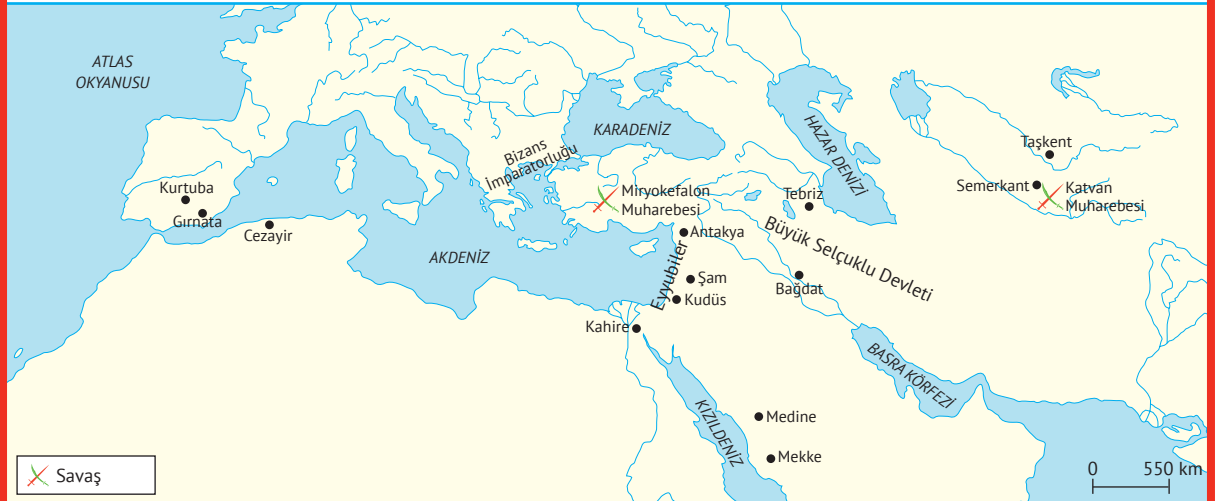 ATLAS
OKYANUSU
KARADENİZ
HAZAR DENİZİ
Bizans
İmparatorluğu
Taşkent
Semerkant
Katvan
Muharebesi
Kurtuba
Gırnata
Cezayir
Miryokefalon
Muharebesi
Tebriz
Antakya
Büyük Selçuklu Devleti
AKDENİZ
Eyyubiler
Şam
Bağdat
Kudüs
Kahire
BASRA KÖRFEZİ
KIZILDENİZ
Medine
Mekke
Savaş
0 550 km